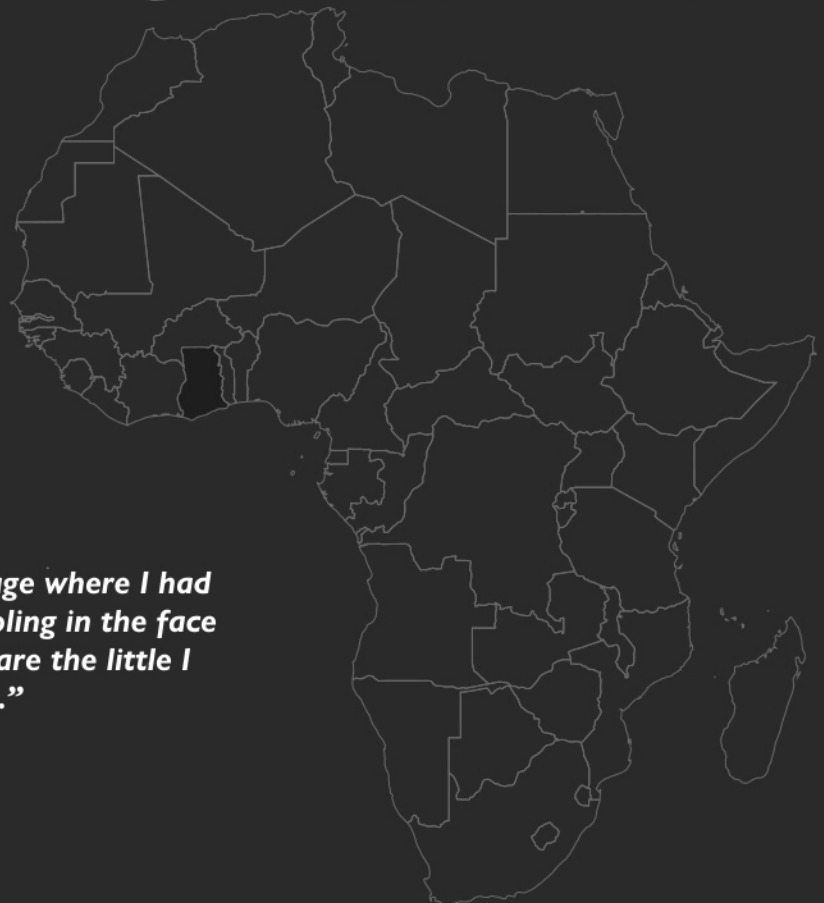 ge where I had
oling in the face
are the little I
.”